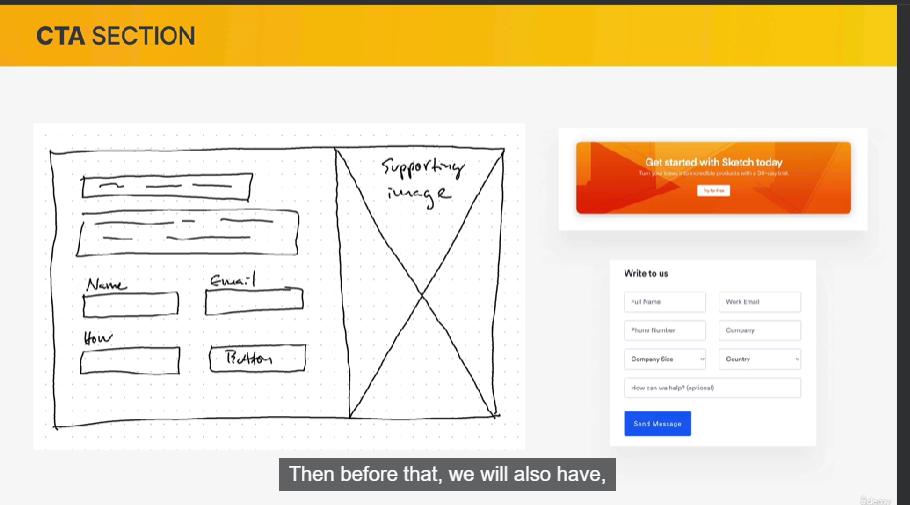 CTA SECTION
Supporting
image
Name
Email
How
Button
Get started with Sketch today
Turn your ideas into incredible products with a 30-day trial.
Try for free
Write to us
Full Name
Work Email
Phone Number
Company
Company Size
Country
How can we help? (optional)
Send Message
Then before that, we will also have,
Udemy